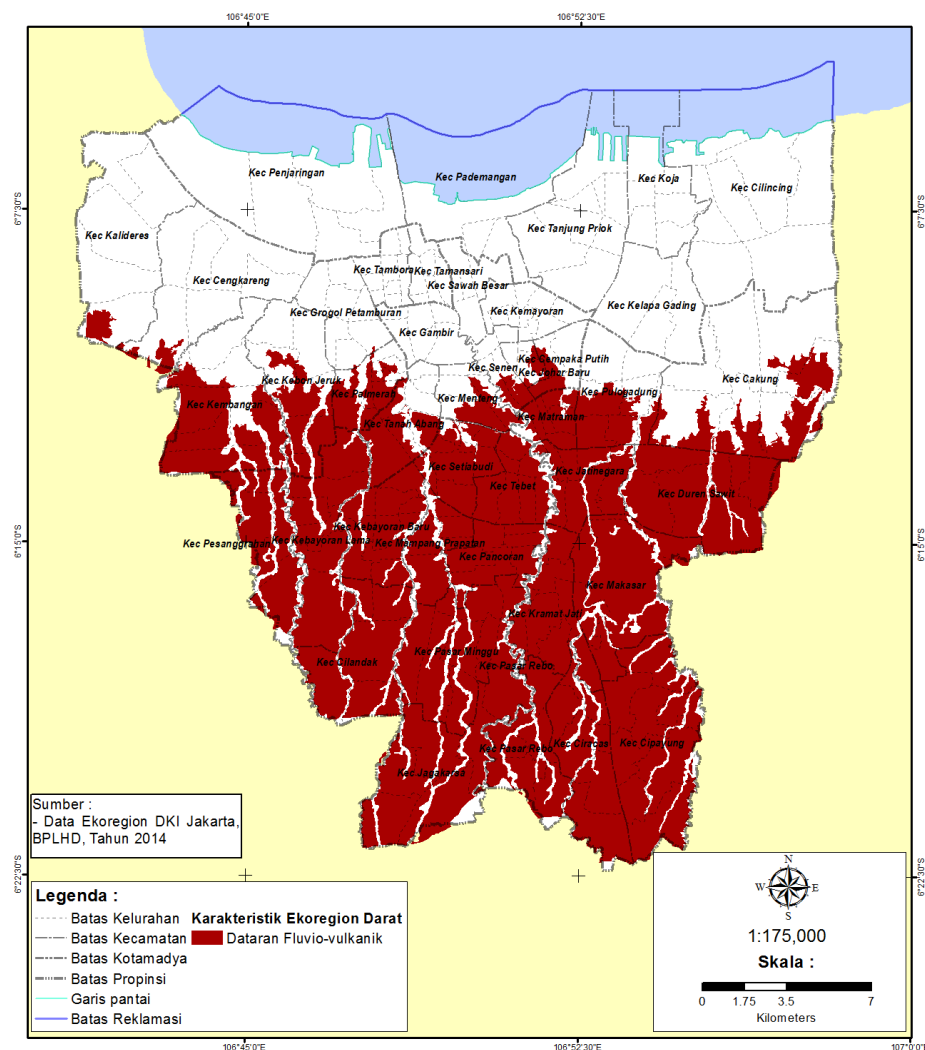 106°45'0"E
106°52'30"E
6°7'30"S
6°7'30"S
Kec Penjaringan
Kec Pademangan
Kec Koja
Kec Cilincing
Kec Kalideres
Kec Tanjung Priok
Kec Cengkareng
Kec Tambora
Kec Tamansari
Kec Sawah Besar
Kec Grogol Petamburan
Kec Kemayoran
Kec Kelapa Gading
Kec Gambir
Kec Senen
Kec Cempaka Putih
Kec Johar Baru
Kec Kebon Jeruk
Kec Palmerah
Kec Menteng
Kec Pulogadung
Kec Cakung
Kec Kembangan
Kec Tanah Abang
Kec Matraman
Kec Setiabudi
Kec Tebet
Kec Jatinegara
Kec Duren Sawit
Kec Kebayoran Baru
Kec Pesanggrahan
Kec Kebayoran Lama
Kec Mampang Prapatan
Kec Pancoran
6°15'0"S
6°15'0"S
Kec Makasar
Kec Kramat Jati
Kec Cilandak
Kec Pasar Minggu
Kec Pasar Rebo
Kec Pasar Rebo
Kec Ciracas
Kec Cipayung
Kec Jagakarsa
Sumber :
- Data Ekoregion DKI Jakarta,
BPLHD, Tahun 2014
6°22'30"S
6°22'30"S
Legenda :
Batas Kelurahan
Batas Kecamatan
Batas Kotamadya
Batas Propinsi
Garis pantai
Batas Reklamasi
Karakteristik Ekoregion Darat
Dataran Fluvio-vulkanik
N
W
E
S
1:175,000
Skala :
0 1.75 3.5 7
Kilometers
106°45'0"E
106°52'30"E
107°0'0"E